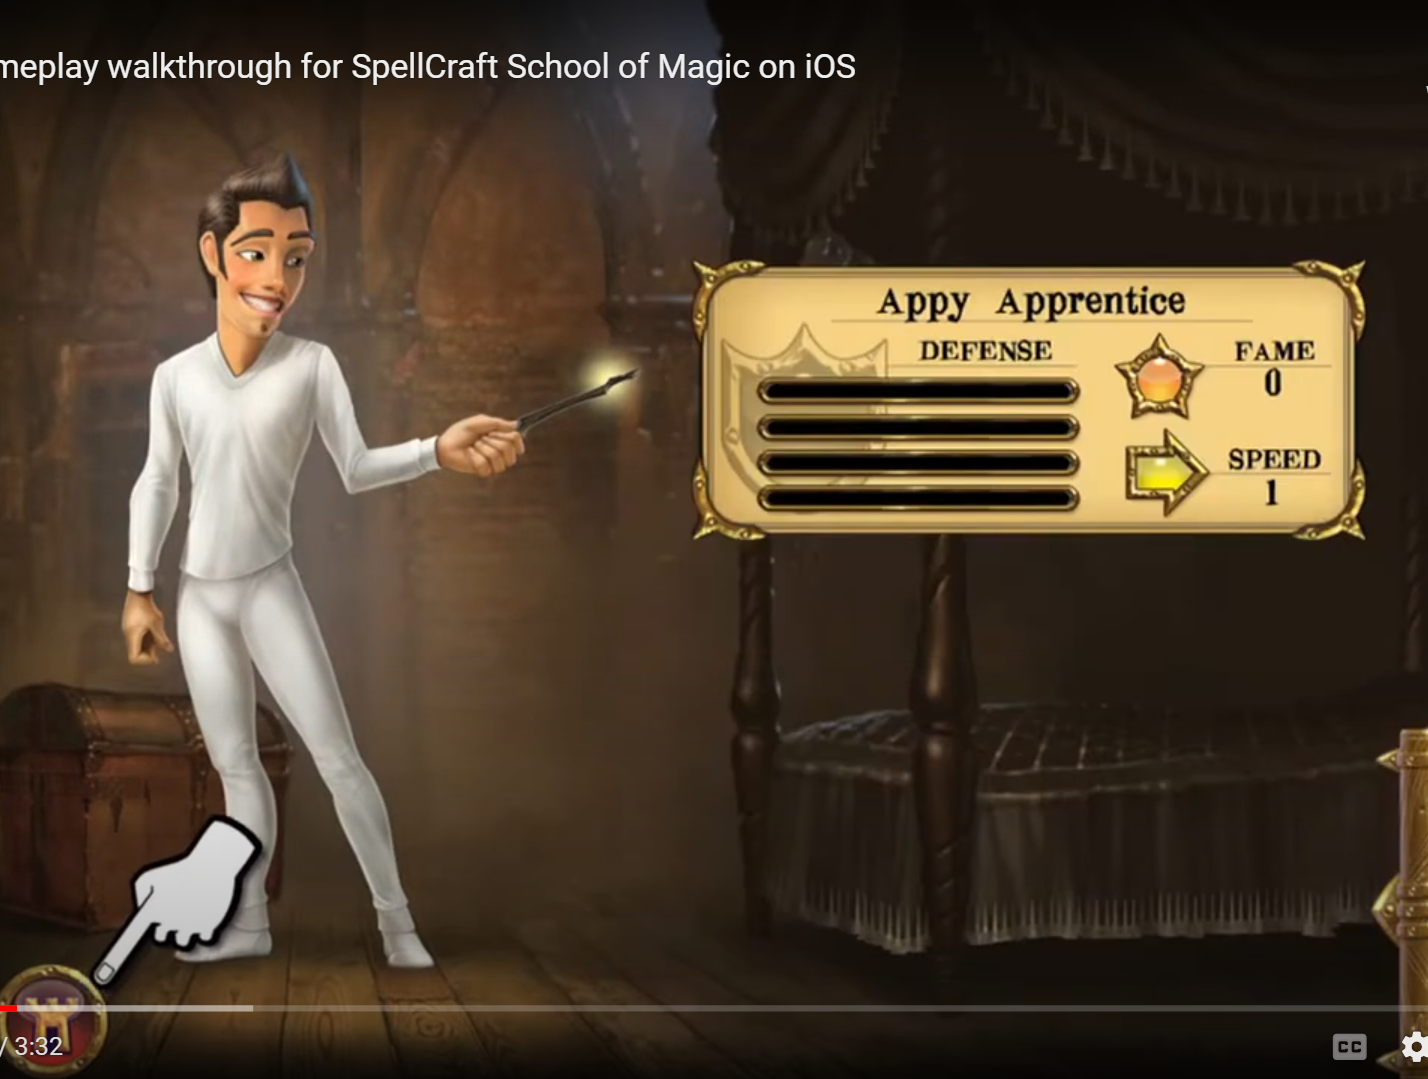 meplay walkthrough for SpellCraft School of Magic on iOS
Appy Apprentice
DEFENSE
FAME
0
SPEED
1
/ 3:32
CC